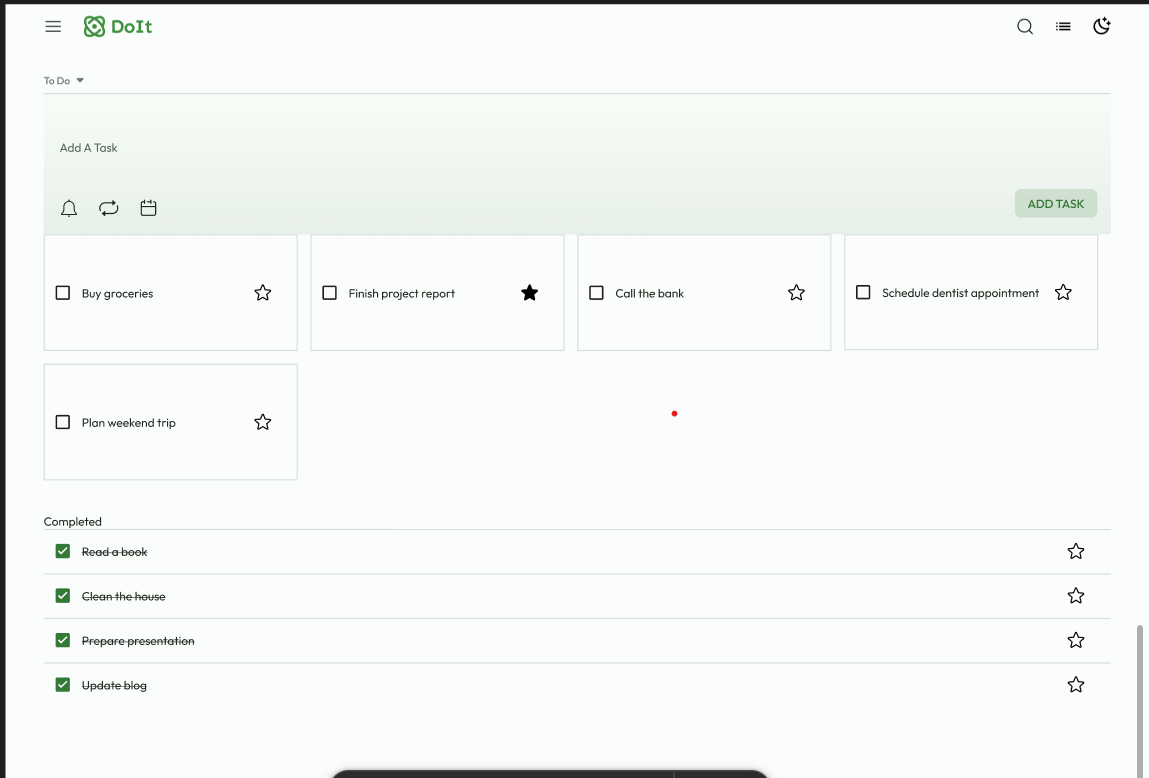 DoIt
To Do
Add A Task
ADD TASK
Buy groceries
Finish project report
Call the bank
Schedule dentist appointment
Plan weekend trip
Completed
Read a book
Clean the house
Prepare presentation
Update blog